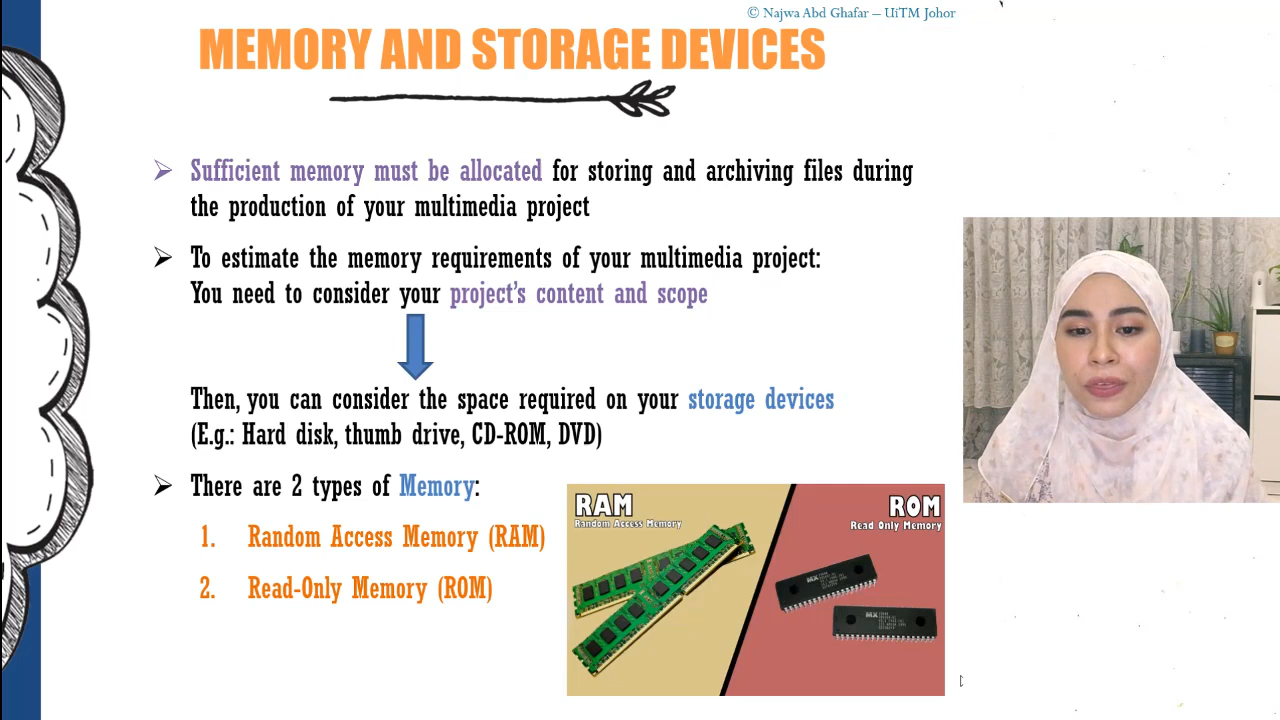 © Najwa Abd Ghafar – UiTM Johor
MEMORY AND STORAGE DEVICES
Sufficient memory must be allocated for storing and archiving files during
the production of your multimedia project
To estimate the memory requirements of your multimedia project:
You need to consider your project's content and scope
Then, you can consider the space required on your storage devices
(E.g.: Hard disk, thumb drive, CD-ROM, DVD)
There are 2 types of Memory:
1. Random Access Memory (RAM)
2. Read-Only Memory (ROM)
RAM
Random Access Memory
ROM
Read Only Memory
MX
MX